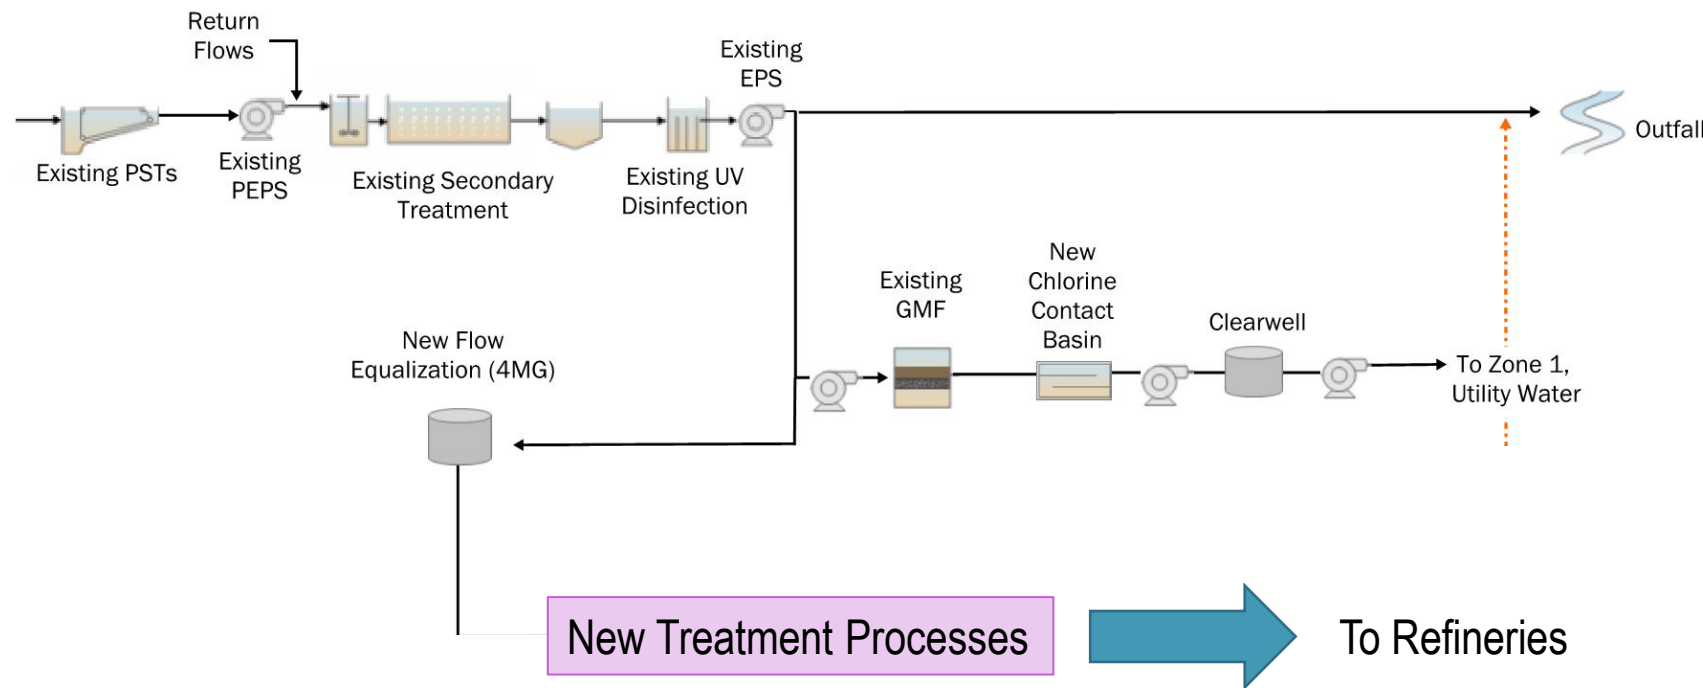 Return
Flows
Existing
EPS
Outfall
Existing PSTs
Existing
PEPS
Existing Secondary
Treatment
Existing UV
Disinfection
New
Chlorine
Contact
Basin
Existing
GMF
Clearwell
New Flow
Equalization (4MG)
To Zone 1,
Utility Water
New Treatment Processes
To Refineries